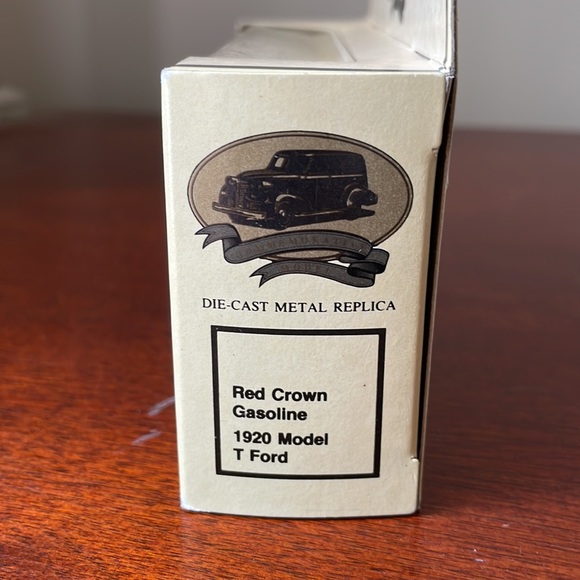 DIE-CAST METAL REPLICA
Red Crown
Gasoline
1920 Model
T Ford